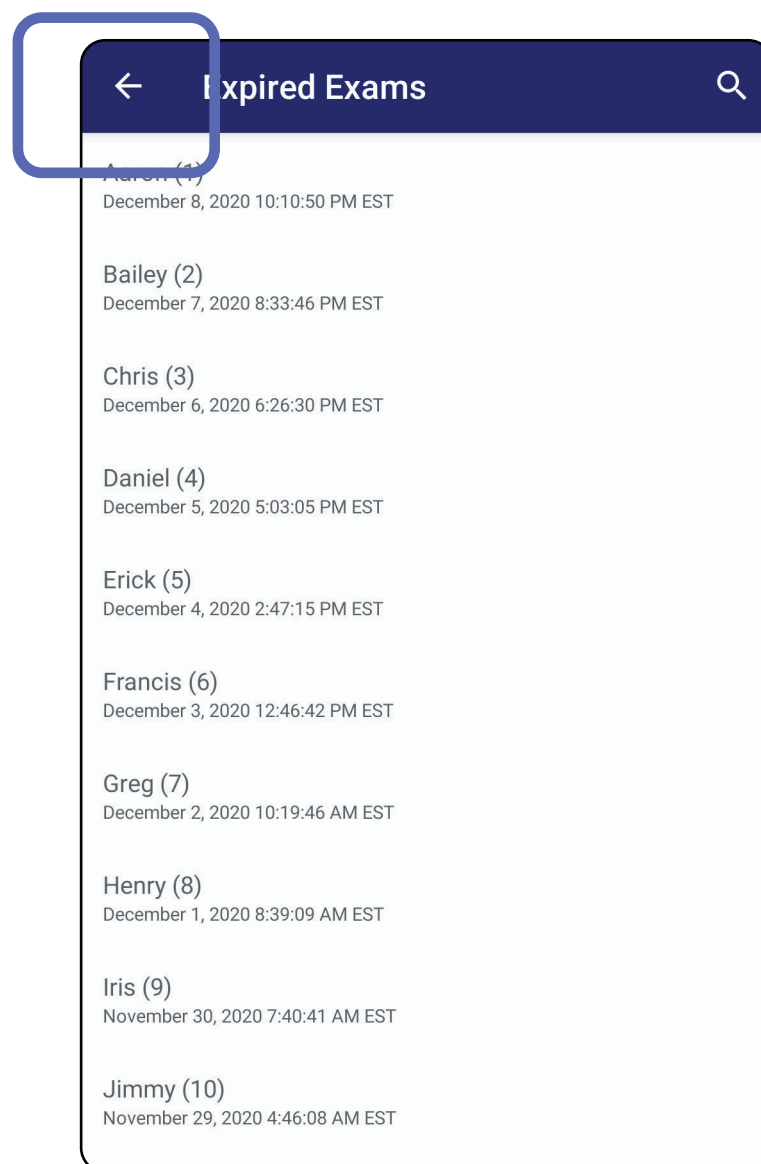 Expired Exams
Aaron (1)
December 8, 2020 10:10:50 PM EST
Bailey (2)
December 7, 2020 8:33:46 PM EST
Chris (3)
December 6, 2020 6:26:30 PM EST
Daniel (4)
December 5, 2020 5:03:05 PM EST
Erick (5)
December 4, 2020 2:47:15 PM EST
Francis (6)
December 3, 2020 12:46:42 PM EST
Greg (7)
December 2, 2020 10:19:46 AM EST
Henry (8)
December 1, 2020 8:39:09 AM EST
Iris (9)
November 30, 2020 7:40:41 AM EST
Jimmy (10)
November 29, 2020 4:46:08 AM EST